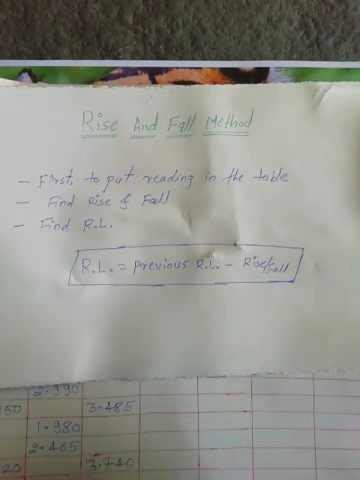 Rise And Fall Method
- First, to put reading in the table
- Find Rise & Fall
- Find R.L.
R.L. = previous R.L. - Rise/Fall
2.990
3.485
1.980
2.465
3.740